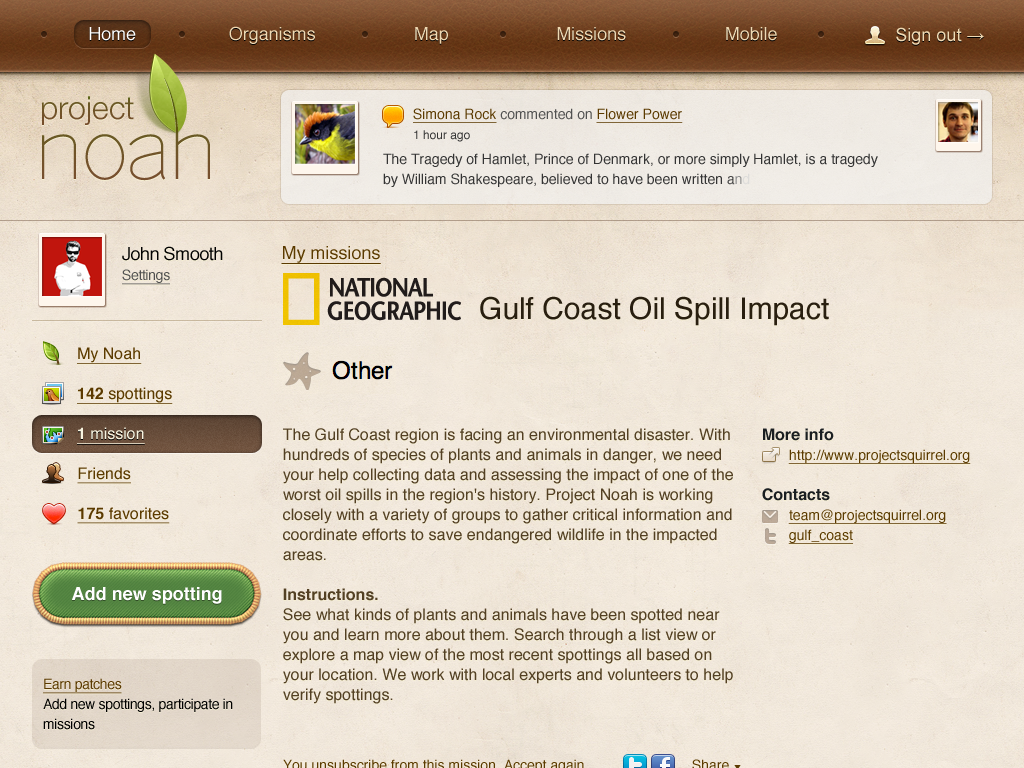 Home
Organisms
Map
Missions
Mobile
Sign out →
project
noah
Simona Rock commented on Flower Power
1 hour ago
The Tragedy of Hamlet, Prince of Denmark, or more simply Hamlet, is a tragedy
by William Shakespeare, believed to have been written and
John Smooth
Settings
My Noah
142 spottings
1 mission
Friends
175 favorites
Add new spotting
Earn patches
Add new spottings, participate in
missions
My missions
NATIONAL
GEOGRAPHIC
Gulf Coast Oil Spill Impact
Other
The Gulf Coast region is facing an environmental disaster. With
hundreds of species of plants and animals in danger, we need
your help collecting data and assessing the impact of one of the
worst oil spills in the region's history. Project Noah is working
closely with a variety of groups to gather critical information and
coordinate efforts to save endangered wildlife in the impacted
areas.
Instructions.
See what kinds of plants and animals have been spotted near
you and learn more about them. Search through a list view or
explore a map view of the most recent spottings all based on
your location. We work with local experts and volunteers to help
verify spottings.
You unsubscribe from this mission. Accept again
Share
More info
http://www.projectsquirrel.org
Contacts
team@projectsquirrel.org
gulf_coast